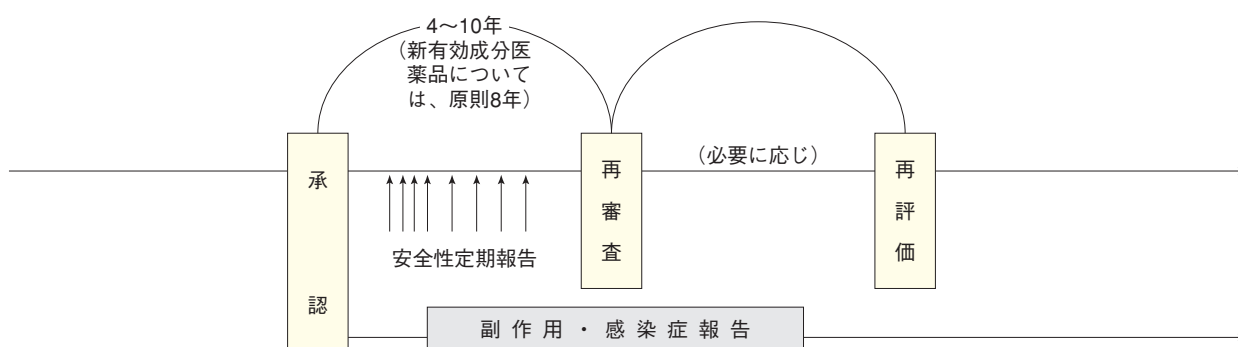 4〜10年
（新有効成分医
薬品について
は、原則8年）
承認
安全性定期報告
再審査
（必要に応じ）
再評価
副作用・感染症報告